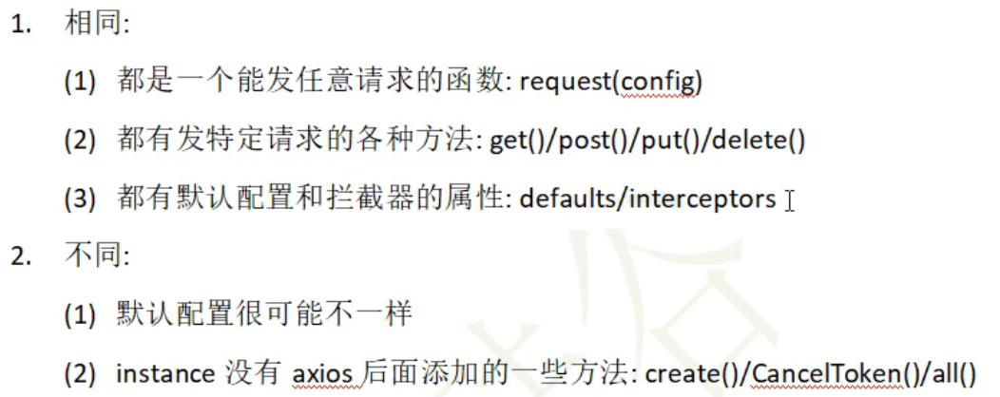 1. 相同:
(1) 都是一个能发任意请求的函数: request(config)
(2) 都有发特定请求的各种方法: get()/post()/put()/delete()
(3) 都有默认配置和拦截器的属性: defaults/interceptors
2. 不同:
(1) 默认配置很可能不一样
(2) instance 没有 axios 后面添加的一些方法: create()/CancelToken()/all()